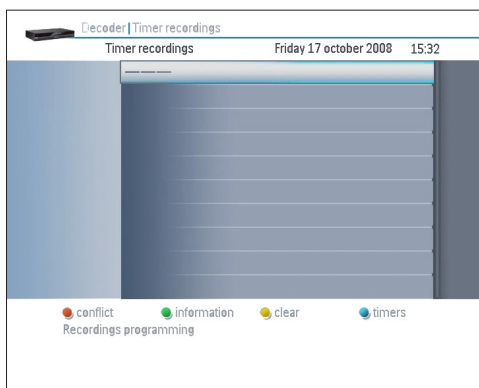 Decoder | Timer recordings
Timer recordings Friday 17 october 2008 15:32
— — —
conflict information clear timers
Recordings programming